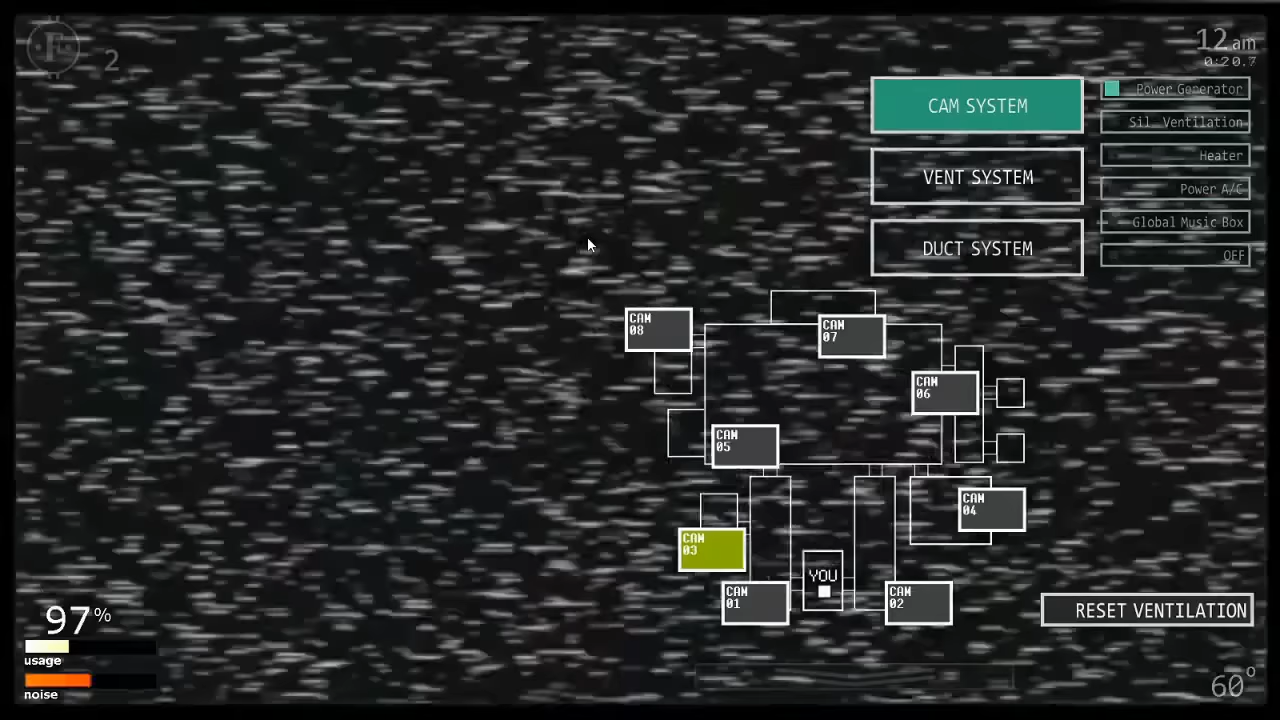 2
12 am
0:20.7
CAM SYSTEM
VENT SYSTEM
DUCT SYSTEM
Power Generator
Sil. Ventilation
Heater
Power A/C
Global Music Box
OFF
CAM
08
CAM
07
CAM
06
CAM
05
CAM
04
CAM
03
YOU
CAM
01
CAM
02
RESET VENTILATION
97%
usage
noise
60°